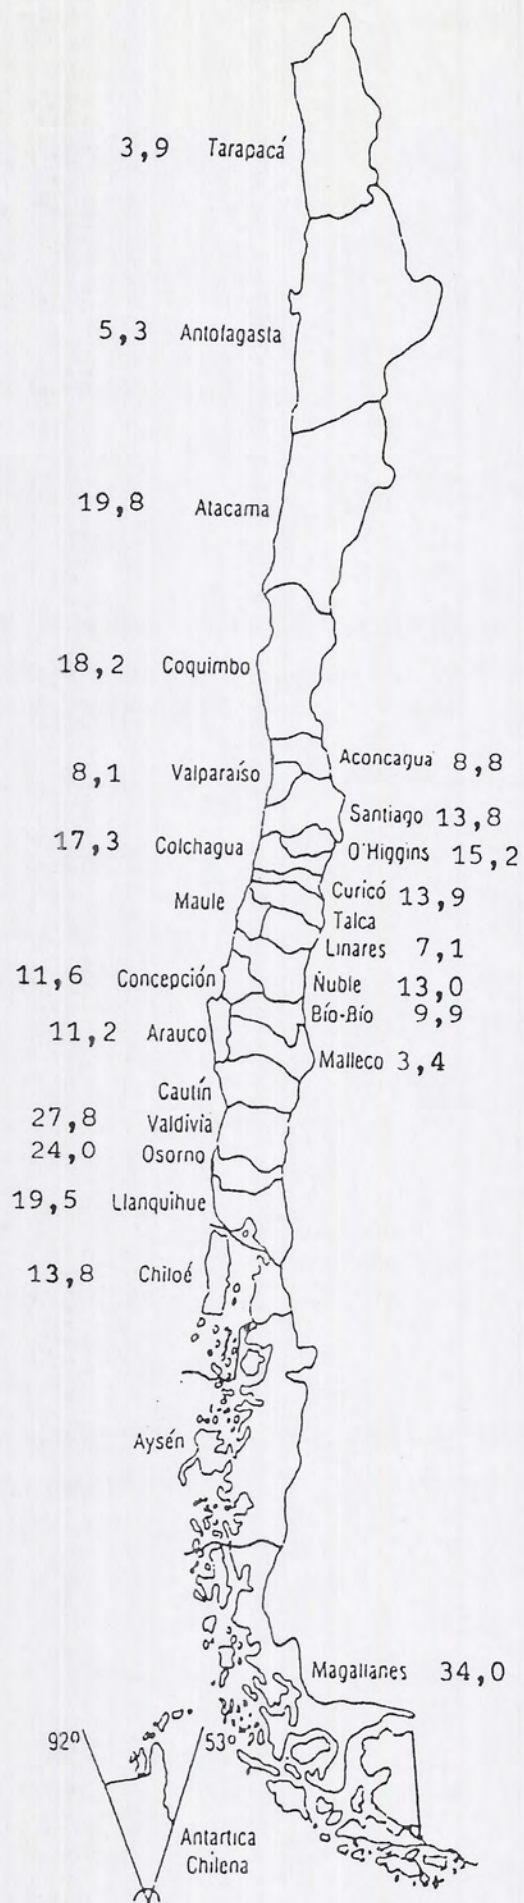 3,9 Tarapacá
5,3 Antofagasta
19,8 Atacama
18,2 Coquimbo
Aconcagua 8,8
8,1 Valparaíso
Santiago 13,8
17,3 Colchagua
O'Higgins 15,2
Curicó 13,9
Maule
Talca
Linares 7,1
11,6 Concepción
Ñuble 13,0
Bío-Bío 9,9
11,2 Arauco
Malleco 3,4
Cautín
27,8 Valdivia
24,0 Osorno
19,5 Llanquihue
13,8 Chiloé
Aysén
Magallanes 34,0
92º 53º
Antartica
Chilena